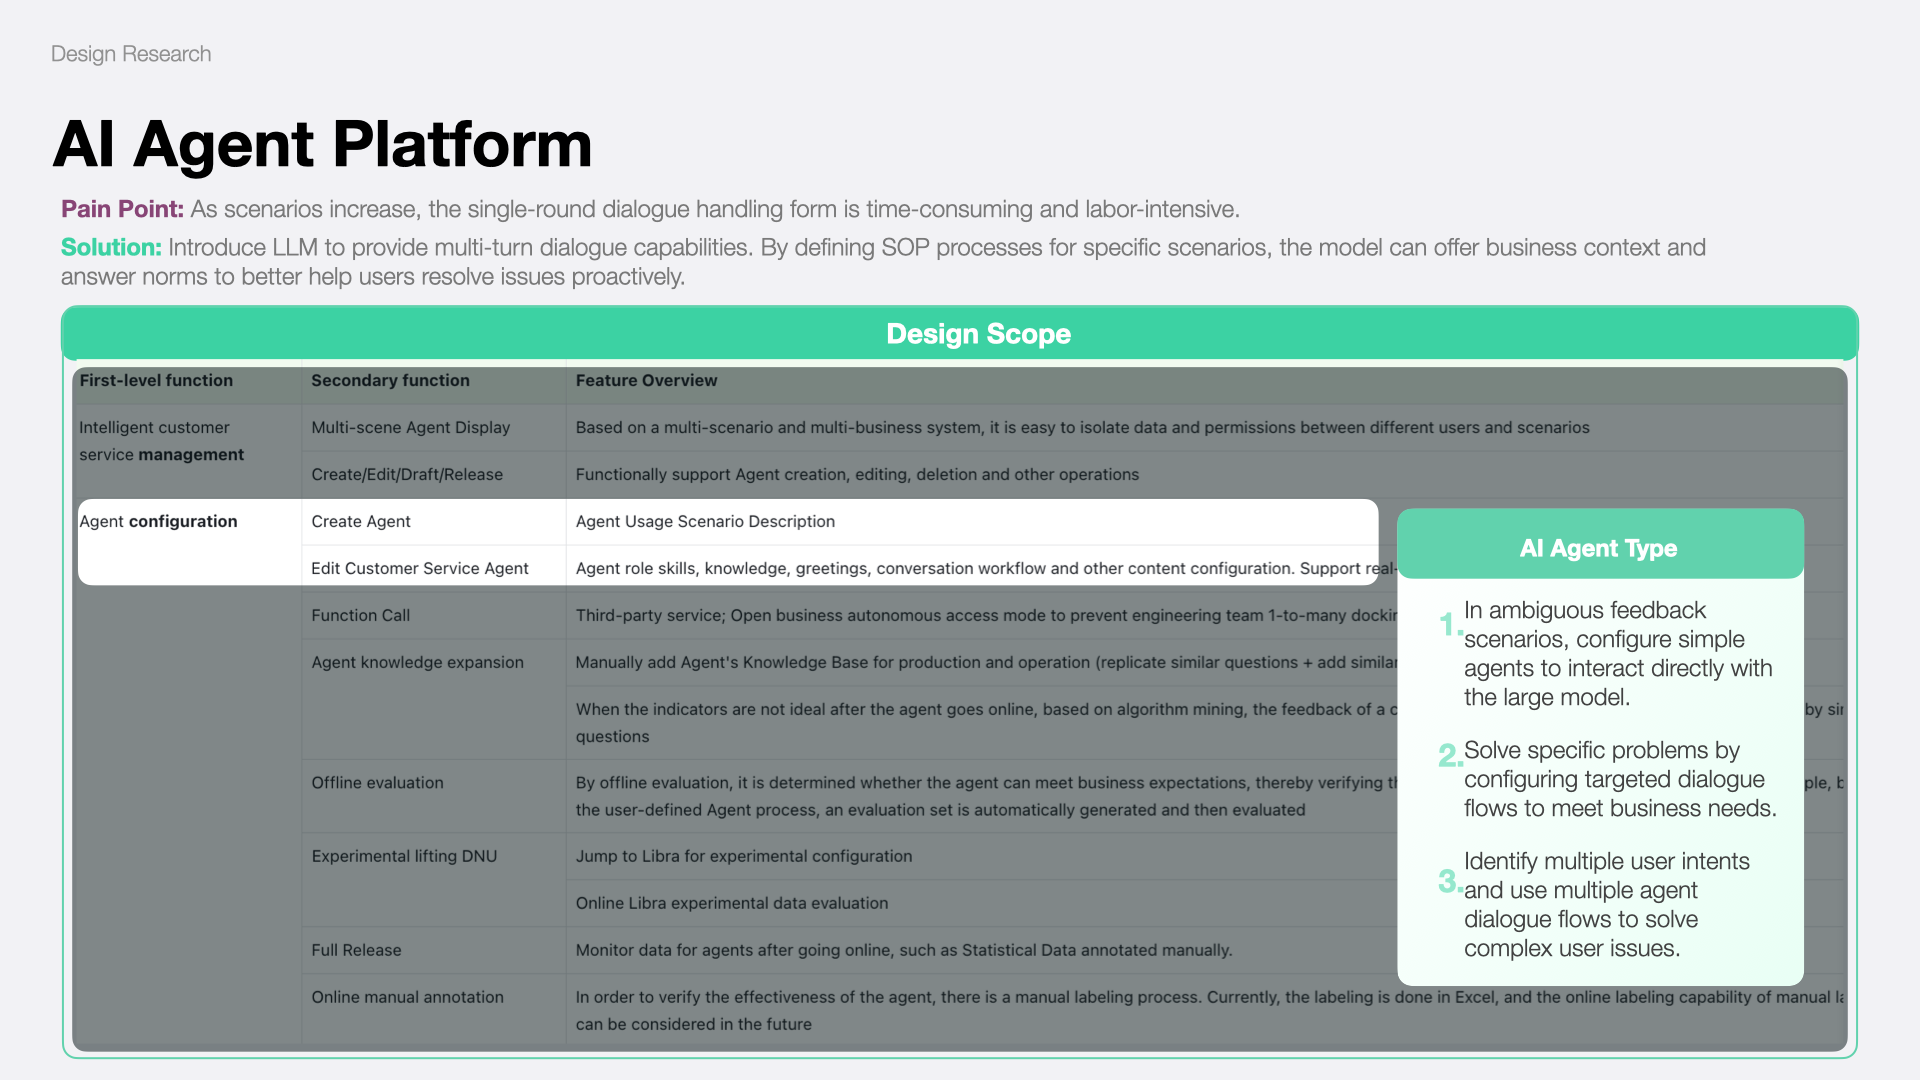 Design Research
AI Agent Platform
Pain Point: As scenarios increase, the single-round dialogue handling form is time-consuming and labor-intensive.
Solution: Introduce LLM to provide multi-turn dialogue capabilities. By defining SOP processes for specific scenarios, the model can offer business context and
answer norms to better help users resolve issues proactively.
Design Scope
First-level function
Secondary function
Feature Overview
Intelligent customer
service management
Multi-scene Agent Display
Based on a multi-scenario and multi-business system, it is easy to isolate data and permissions between different users and scenarios
Create/Edit/Draft/Release
Functionally support Agent creation, editing, deletion and other operations
Agent configuration
Create Agent
Agent Usage Scenario Description
Edit Customer Service Agent
Agent role skills, knowledge, greetings, conversation workflow and other content configuration. Support real-
Function Call
Third-party service; Open business autonomous access mode to prevent engineering team 1-to-many
Agent knowledge expansion
Manually add Agent's Knowledge Base for production and operation (replicate similar questions + add
When the indicators are not ideal after the agent goes online, based on algorithm mining, the feedback of a
by
questions
Offline evaluation
By offline evaluation, it is determined whether the agent can meet business expectations, thereby verifying
the user-defined Agent process, an evaluation set is automatically generated and then evaluated
Experimental lifting DNU
Jump to Libra for experimental configuration
Online Libra experimental data evaluation
Full Release
Monitor data for agents after going online, such as Statistical Data annotated manually.
Online manual annotation
In order to verify the effectiveness of the agent, there is a manual labeling process. Currently, the labeling is done in Excel, and the online labeling capability of manual
can be considered in the future
AI Agent Type
1. In ambiguous feedback
scenarios, configure simple
agents to interact directly with
the large model.
2. Solve specific problems by
configuring targeted dialogue
flows to meet business needs.
3. Identify multiple user intents
and use multiple agent
dialogue flows to solve
complex user issues.